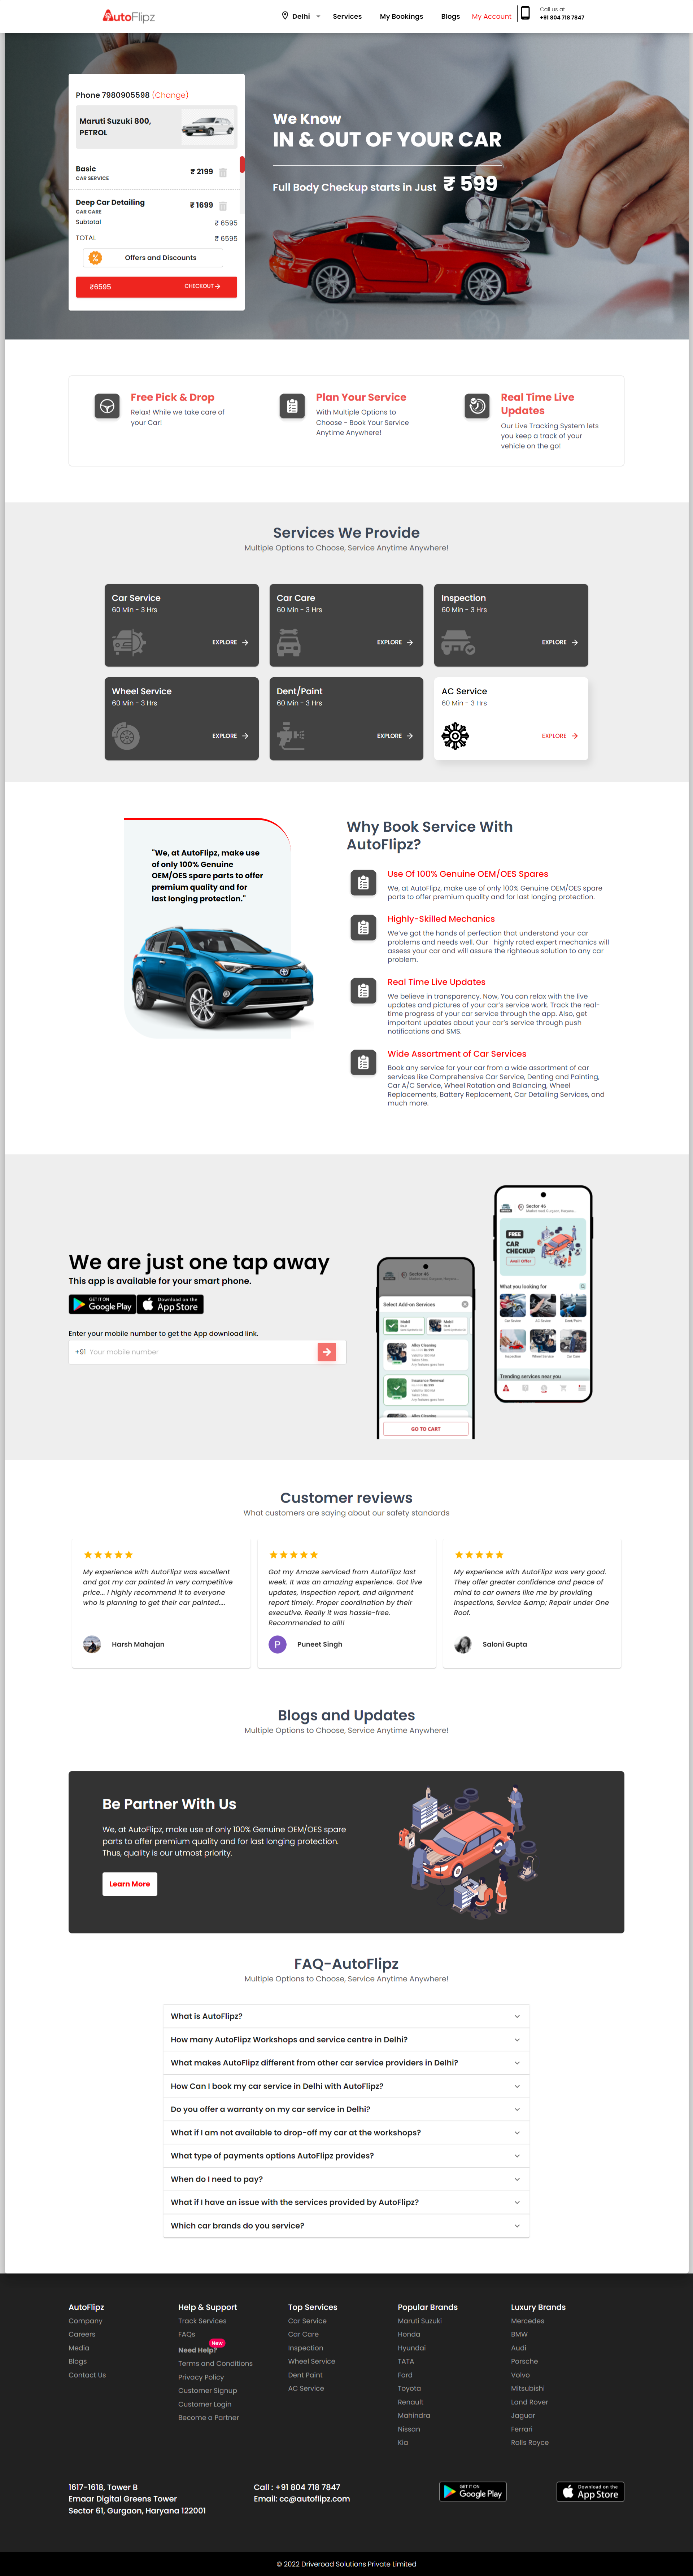 AutoFlipz
Delhi
Services
My Bookings
Blogs
My Account
Call us at
+91 804 718 7847
Phone 7980905598 (Change)
Maruti Suzuki 800,
PETROL
Basic
CAR SERVICE
₹ 2199
Deep Car Detailing
CAR CARE
₹ 1699
Subtotal
₹ 6595
TOTAL
₹ 6595
Offers and Discounts
₹6595
CHECKOUT
We Know
IN & OUT OF YOUR CAR
Full Body Checkup starts in Just ₹ 599
Free Pick & Drop
Relax! While we take care of
your Car!
Plan Your Service
With Multiple Options to
Choose - Book Your Service
Anytime Anywhere!
Real Time Live
Updates
Our Live Tracking System lets
you keep a track of your
vehicle on the go!
Services We Provide
Multiple Options to Choose, Service Anytime Anywhere!
Car Service
60 Min - 3 Hrs
EXPLORE
Car Care
60 Min - 3 Hrs
EXPLORE
Inspection
60 Min - 3 Hrs
EXPLORE
Wheel Service
60 Min - 3 Hrs
EXPLORE
Dent/Paint
60 Min - 3 Hrs
EXPLORE
AC Service
60 Min - 3 Hrs
EXPLORE
"We, at AutoFlipz, make use
of only 100% Genuine
OEM/OES spare parts to offer
premium quality and for
last longing protection."
Why Book Service With
AutoFlipz?
Use Of 100% Genuine OEM/OES Spares
We, at AutoFlipz, make use of only 100% Genuine OEM/OES spare
parts to offer premium quality and for last longing protection.
Highly-Skilled Mechanics
We've got the hands of perfection that understand your car
problems and needs well. Our highly rated expert mechanics will
assess your car and will assure the righteous solution to any car
problem.
Real Time Live Updates
We believe in transparency. Now, You can relax with the live
updates and pictures of your car's service work. Track the real-
time progress of your car service through the app. Also, get
important updates about your car's service through push
notifications and SMS.
Wide Assortment of Car Services
Book any service for your car from a wide assortment of car
services like Comprehensive Car Service, Denting and Painting,
Car A/C Service, Wheel Rotation and Balancing, Wheel
Replacements, Battery Replacement, Car Detailing Services, and
much more.
We are just one tap away
This app is available for your smart phone.
GET IT ON
Google Play
Download on the
App Store
Enter your mobile number to get the App download link.
+91 Your mobile number
Sector 46
Select Add-on Services
Alloy Cleaning
Insurance Renewal
Alloy Cleaning
GO TO CART
Sector 46
FREE
CAR
CHECKUP
Avail Offer
What you looking for
Car Service
AC Service
Dent/Paint
Inspection
Wheel Service
Car Care
Trending services near you
Customer reviews
What customers are saying about our safety standards
My experience with AutoFlipz was excellent
and got my car painted in very competitive
price... I highly recommend it to everyone
who is planning to get their car painted....
Harsh Mahajan
Got my Amaze serviced from AutoFlipz last
week. It was an amazing experience. Got live
updates, inspection report, and alignment
report timely. Proper coordination by their
executive. Really it was hassle-free.
Recommended to all!!
P
Puneet Singh
My experience with AutoFlipz was very good.
They offer greater confidence and peace of
mind to car owners like me by providing
Inspections, Service &amp; Repair under One
Roof.
Saloni Gupta
Blogs and Updates
Multiple Options to Choose, Service Anytime Anywhere!
Be Partner With Us
We, at AutoFlipz, make use of only 100% Genuine OEM/OES spare
parts to offer premium quality and for last longing protection.
Thus, quality is our utmost priority.
Learn More
FAQ-AutoFlipz
Multiple Options to Choose, Service Anytime Anywhere!
What is AutoFlipz?
How many AutoFlipz Workshops and service centre in Delhi?
What makes AutoFlipz different from other car service providers in Delhi?
How Can I book my car service in Delhi with AutoFlipz?
Do you offer a warranty on my car service in Delhi?
What if I am not available to drop-off my car at the workshops?
What type of payments options AutoFlipz provides?
When do I need to pay?
What if I have an issue with the services provided by AutoFlipz?
Which car brands do you service?
AutoFlipz
Company
Careers
Media
Blogs
Contact Us
Help & Support
Track Services
FAQs
New
Need Help?
Terms and Conditions
Privacy Policy
Customer Signup
Customer Login
Become a Partner
Top Services
Car Service
Car Care
Inspection
Wheel Service
Dent Paint
AC Service
Popular Brands
Maruti Suzuki
Honda
Hyundai
TATA
Ford
Toyota
Renault
Mahindra
Nissan
Kia
Luxury Brands
Mercedes
BMW
Audi
Porsche
Volvo
Mitsubishi
Land Rover
Jaguar
Ferrari
Rolls Royce
1617-1618, Tower B
Emaar Digital Greens Tower
Sector 61, Gurgaon, Haryana 122001
Call : +91 804 718 7847
Email: cc@autoflipz.com
GET IT ON
Google Play
Download on the
App Store
© 2022 Driveroad Solutions Private Limited